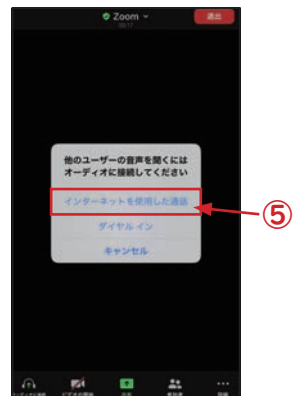 Zoom
退出
他のユーザーの音声を聞くには
オーディオに接続してください
インターネットを使用した通話
⑤
ダイヤル イン
キャンセル